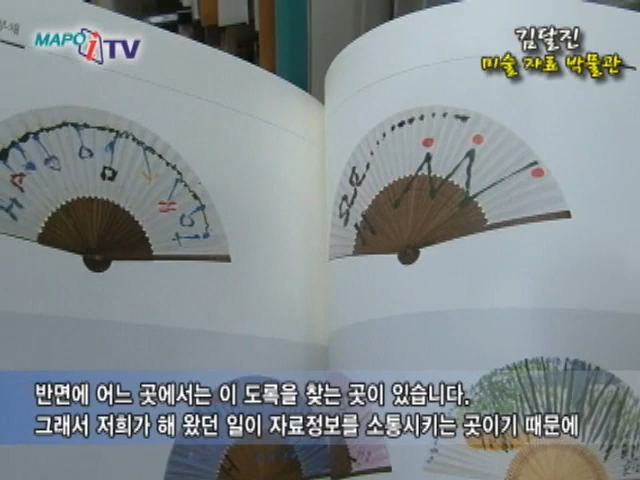 MAPO i TV
김달진
미술 자료 박물관
반면에 어느 곳에서는 이 도록을 찾는 곳이 있습니다.
그래서 저희가 해 왔던 일이 자료정보를 소통시키는 곳이기 때문에